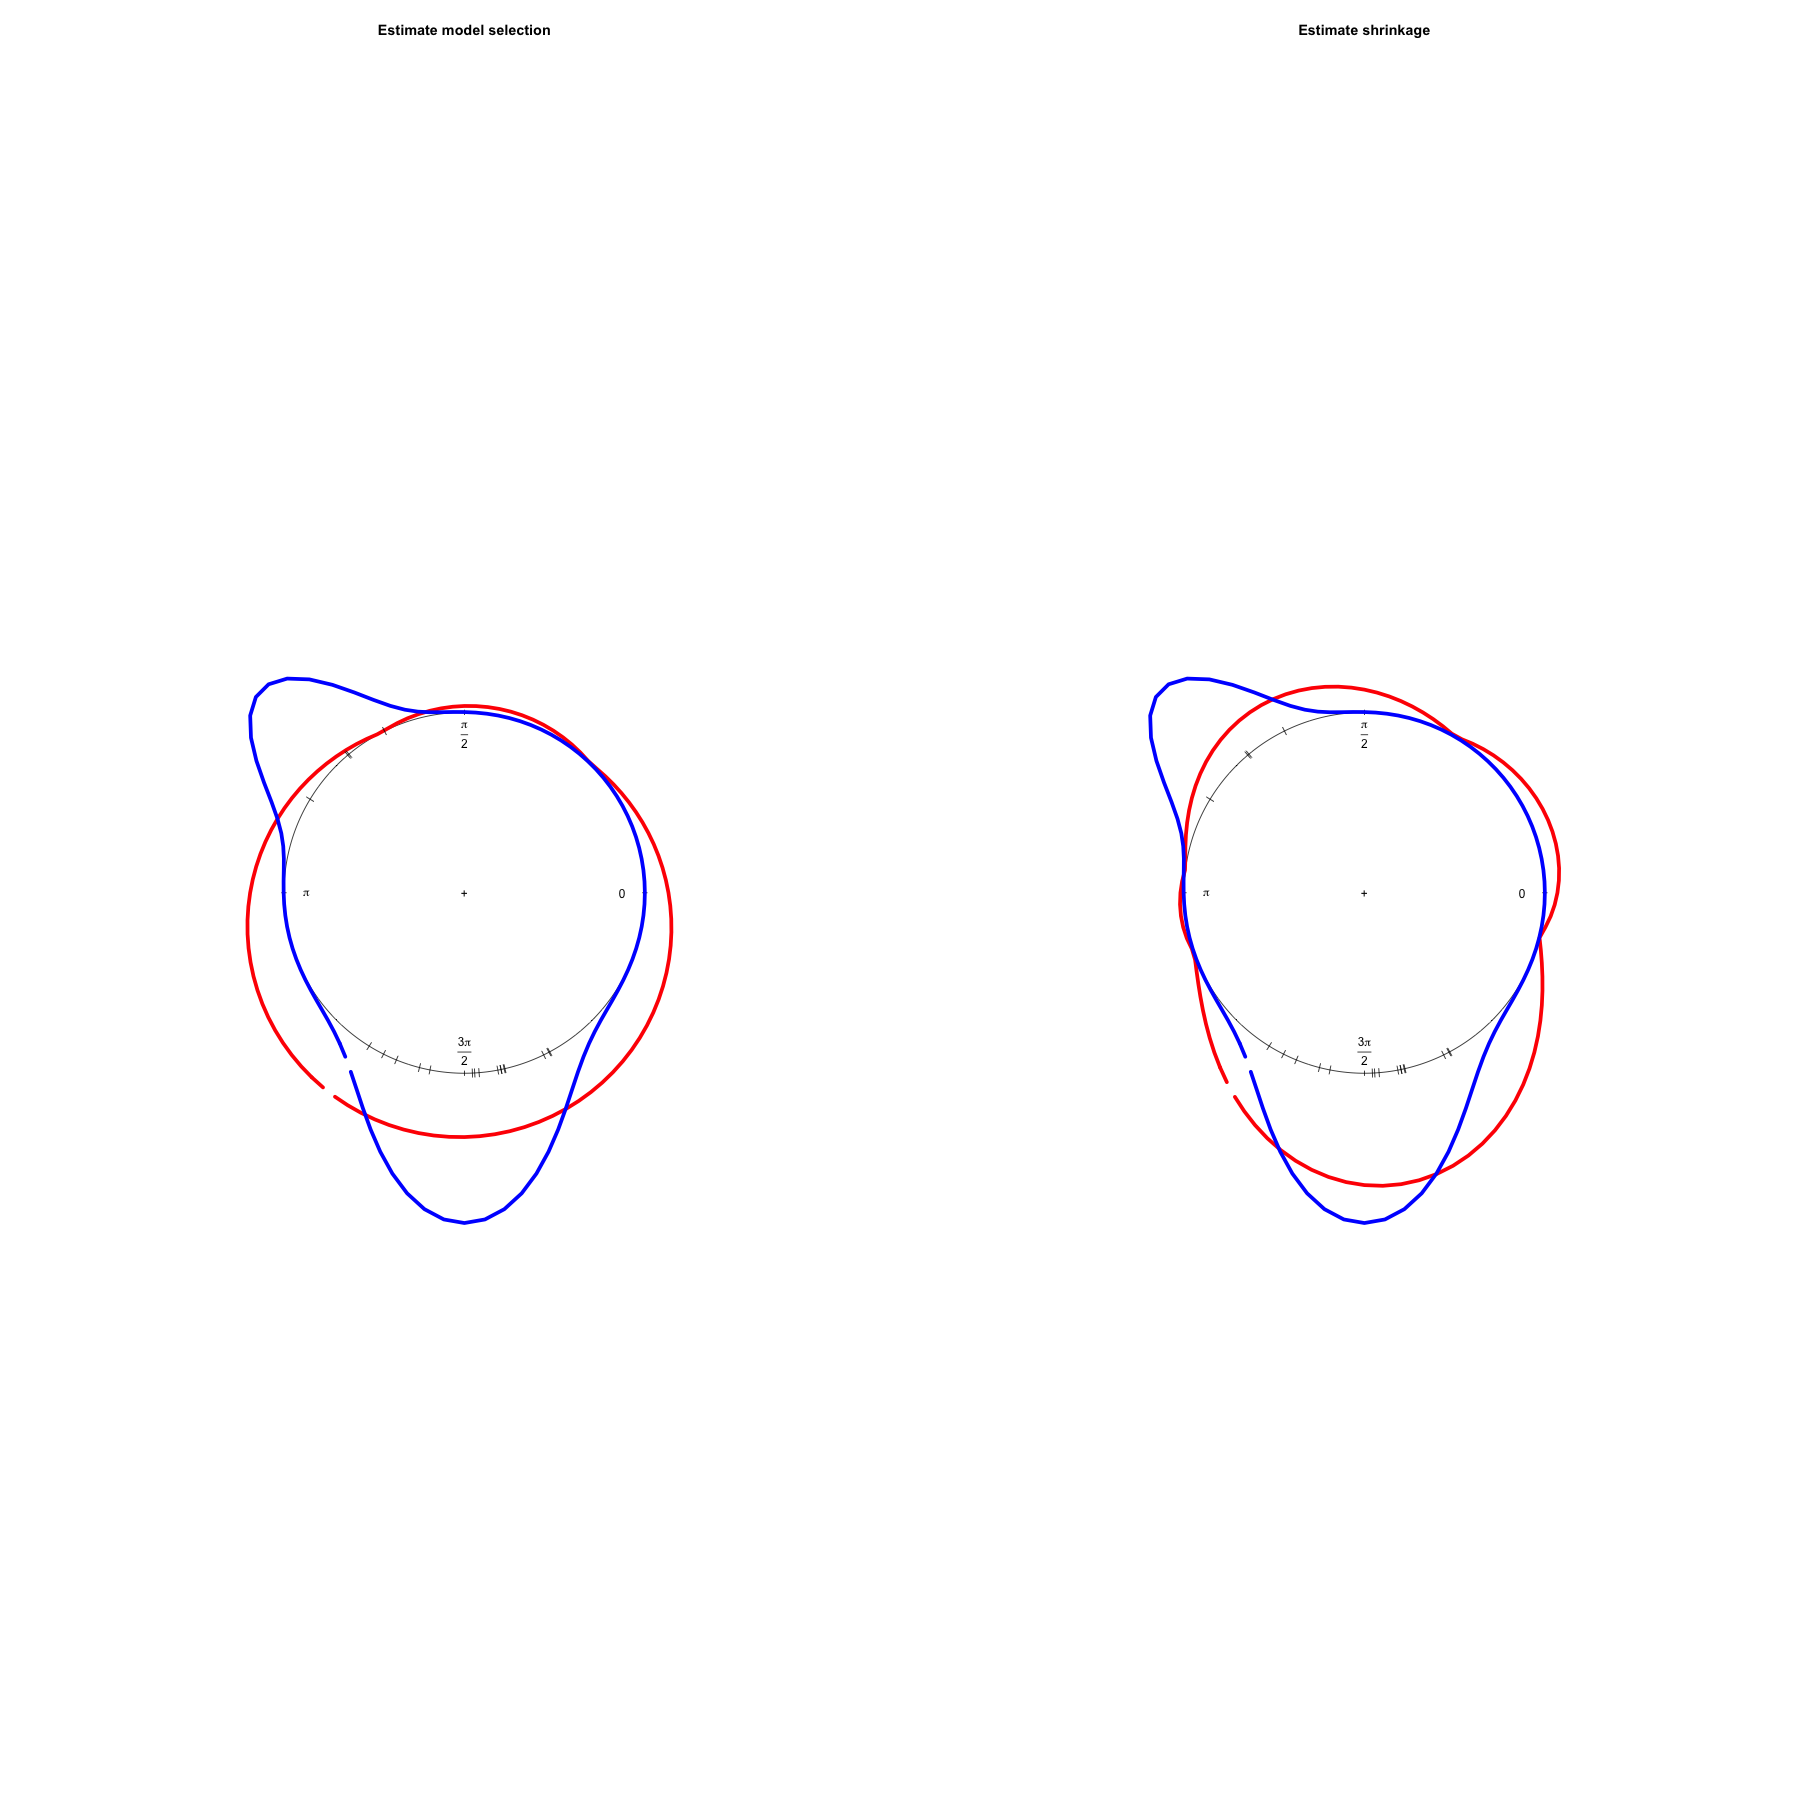 Estimate model selection
Estimate shrinkage
π
2
π
+
0
3π
2
π
2
π
+
0
3π
2